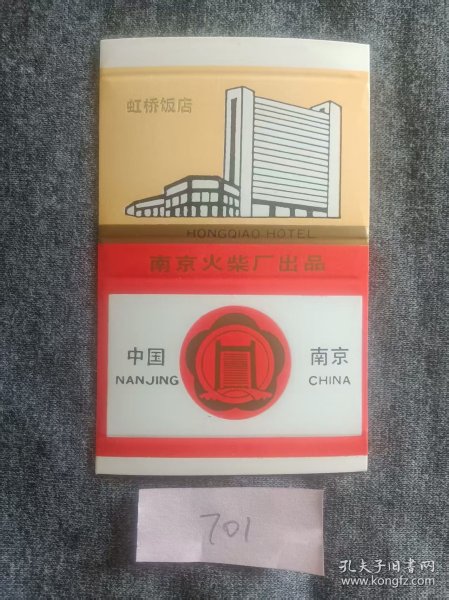 虹桥饭店
HONGQIAO HOTEL
南京火柴厂出品
中国 南京
NANJING CHINA
701
孔夫子旧书网
www.kongfz.com